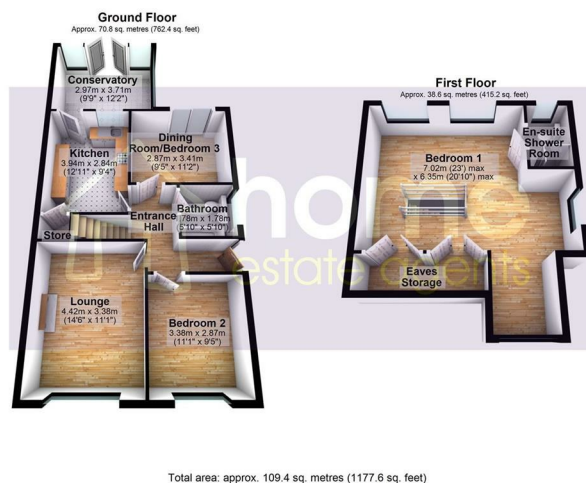 Ground Floor
Approx. 70.8 sq. metres (762.4 sq. feet)
Conservatory
2.97m x 3.71m
(9'9" x 12'2")
Kitchen
3.94m x 2.84m
(12'11" x 9'4")
Dining
Room/Bedroom 3
2.87m x 3.41m
(9'5" x 11'2")
Entrance
Hall
Bathroom
.78m x 1.78m
(5'10" x 5'10")
Store
Lounge
4.42m x 3.38m
(14'6" x 11'1")
Bedroom 2
3.38m x 2.87m
(11'1" x 9'5")
First Floor
Approx. 38.6 sq. metres (415.2 sq. feet)
Bedroom 1
7.02m (23') max
x 6.35m (20'10") max
En-suite
Shower
Room
Eaves
Storage
home
estate agents
Total area: approx. 109.4 sq. metres (1177.6 sq. feet)